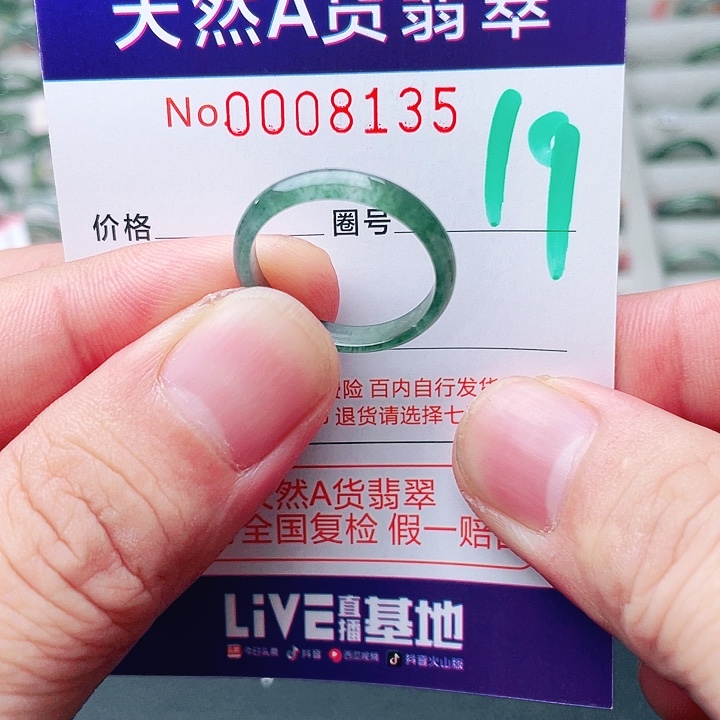 天然A货翡翠
No.0008135
19
价格 圈号
险 百内自行发货
退货请选择七
然A货翡翠
全国复检 假一赔
LiVE直播基地
今日头条 抖音 西瓜视频 抖音火山版